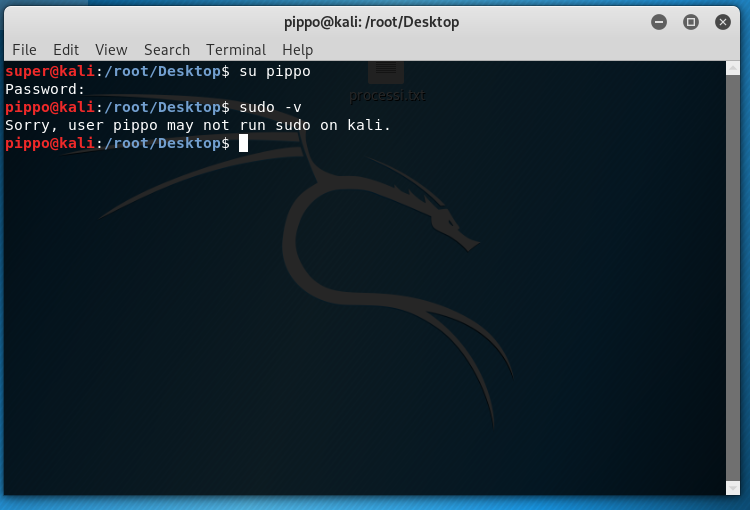 pippo@kali: /root/Desktop
File Edit View Search Terminal Help
super@kali:/root/Desktop$ su pippo
Password:
processi.txt
pippo@kali:/root/Desktop$ sudo -v
Sorry, user pippo may not run sudo on kali.
pippo@kali:/root/Desktop$